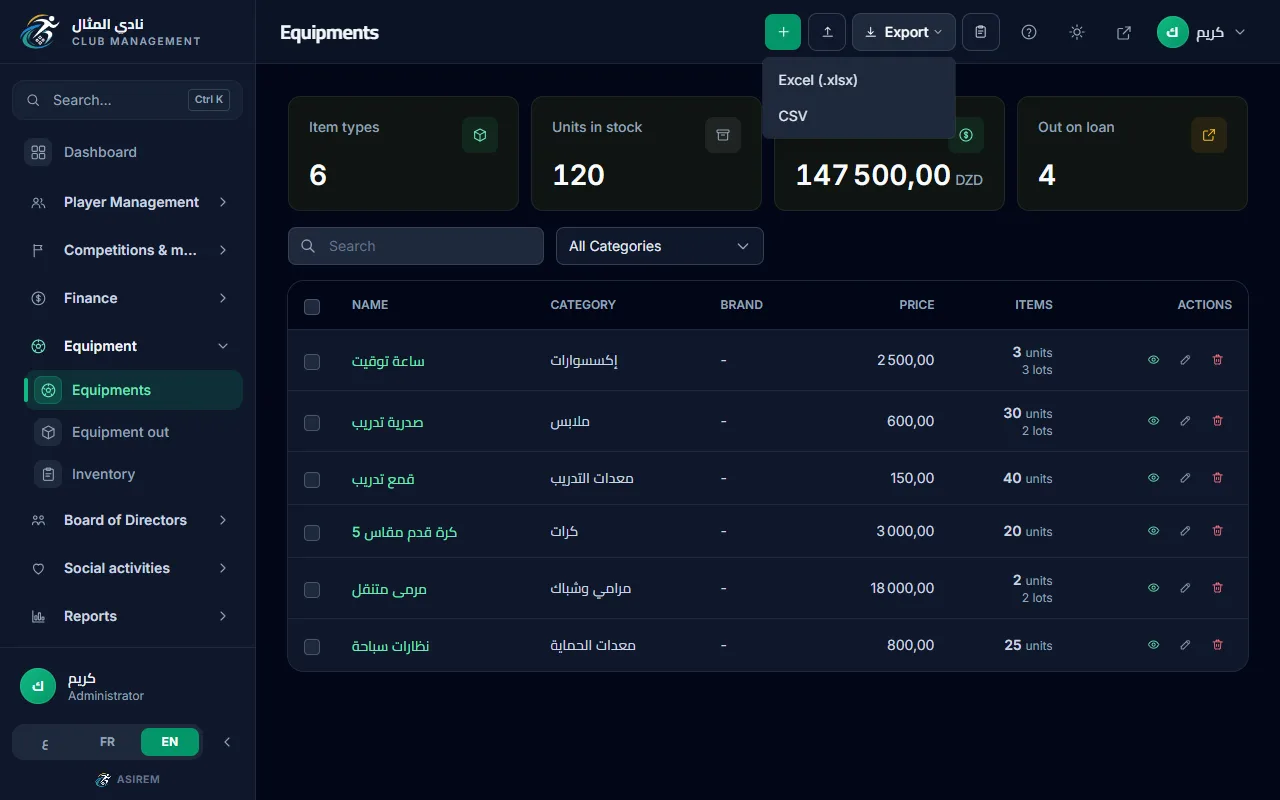 نادي المثال
CLUB MANAGEMENT
Search...
Ctrl K
Dashboard
Player Management
Competitions & m...
Finance
Equipment
Equipments
Equipment out
Inventory
Board of Directors
Social activities
Reports
ك
كريم
Administrator
ع
FR
EN
ASIREM
Equipments
+
Export
ك
كريم
Excel (.xlsx)
CSV
Item types
6
Units in stock
120
147 500,00 DZD
Out on loan
4
Search
All Categories
NAME CATEGORY BRAND PRICE ITEMS ACTIONS
ساعة توقيت إكسسوارات - 2 500,00 3 units
3 lots
صدرية تدريب ملابس - 600,00 30 units
2 lots
قمع تدريب معدات التدريب - 150,00 40 units
كرة قدم مقاس 5 كرات - 3 000,00 20 units
مرمى متنقل مرامي وشباك - 18 000,00 2 units
2 lots
نظارات سباحة معدات الحماية - 800,00 25 units